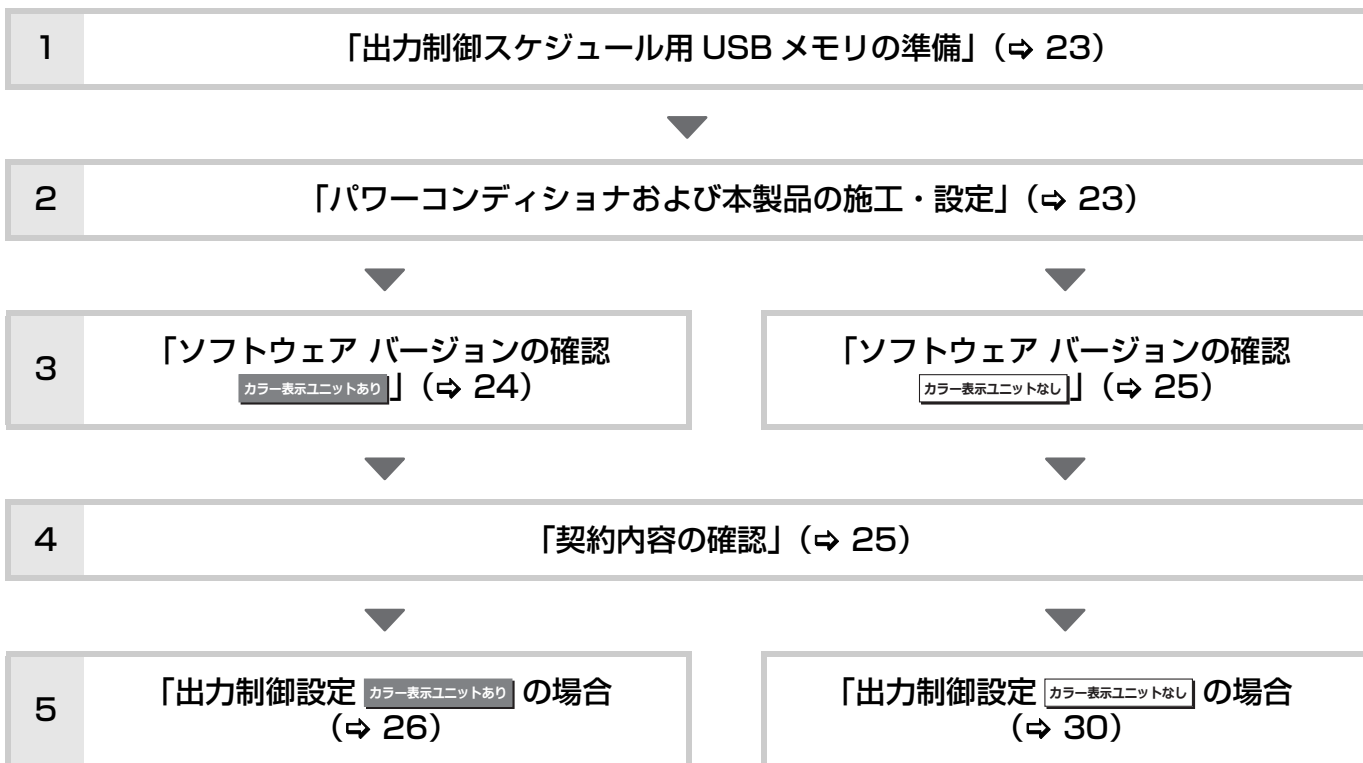 1
「出力制御スケジュール用 USB メモリの準備」(⇨ 23)
2
「パワーコンディショナおよび本製品の施工・設定」(⇨ 23)
3
「ソフトウェア バージョンの確認
カラー表示ユニットあり」(⇨ 24)
「ソフトウェア バージョンの確認
カラー表示ユニットなし」(⇨ 25)
4
「契約内容の確認」(⇨ 25)
5
「出力制御設定 カラー表示ユニットあり の場合
(⇨ 26)
「出力制御設定 カラー表示ユニットなし の場合
(⇨ 30)